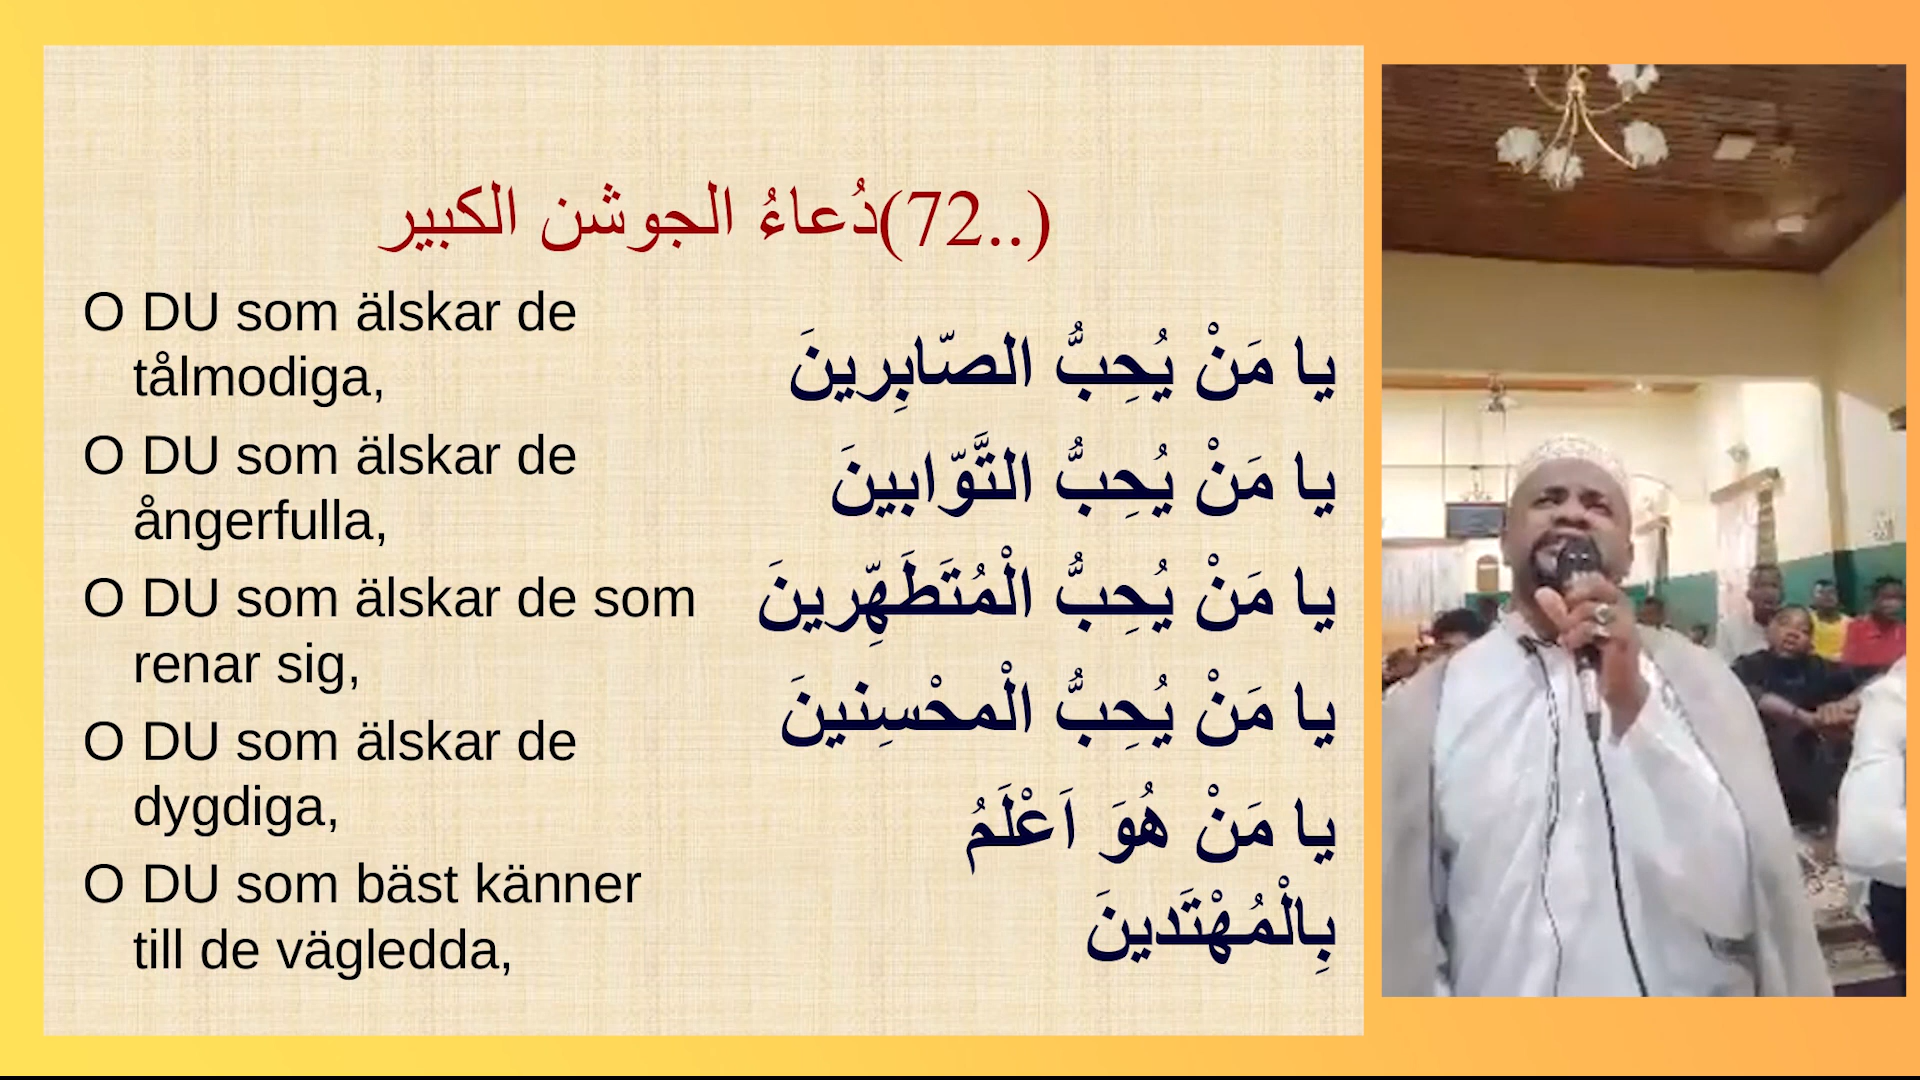 دُعاءُ الجوشن الكبير(72..)
O DU som älskar de
tålmodiga,
O DU som älskar de
ångerfulla,
O DU som älskar de som
renar sig,
O DU som älskar de
dygdiga,
O DU som bäst känner
till de vägledda,
يا مَنْ يُحِبُّ الصّابِرينَ
يا مَنْ يُحِبُّ التَّوّابينَ
يا مَنْ يُحِبُّ الْمُتَطَهِّرينَ
يا مَنْ يُحِبُّ الْمحْسِنينَ
يا مَنْ هُوَ اَعْلَمُ
بِالْمُهْتَدينَ